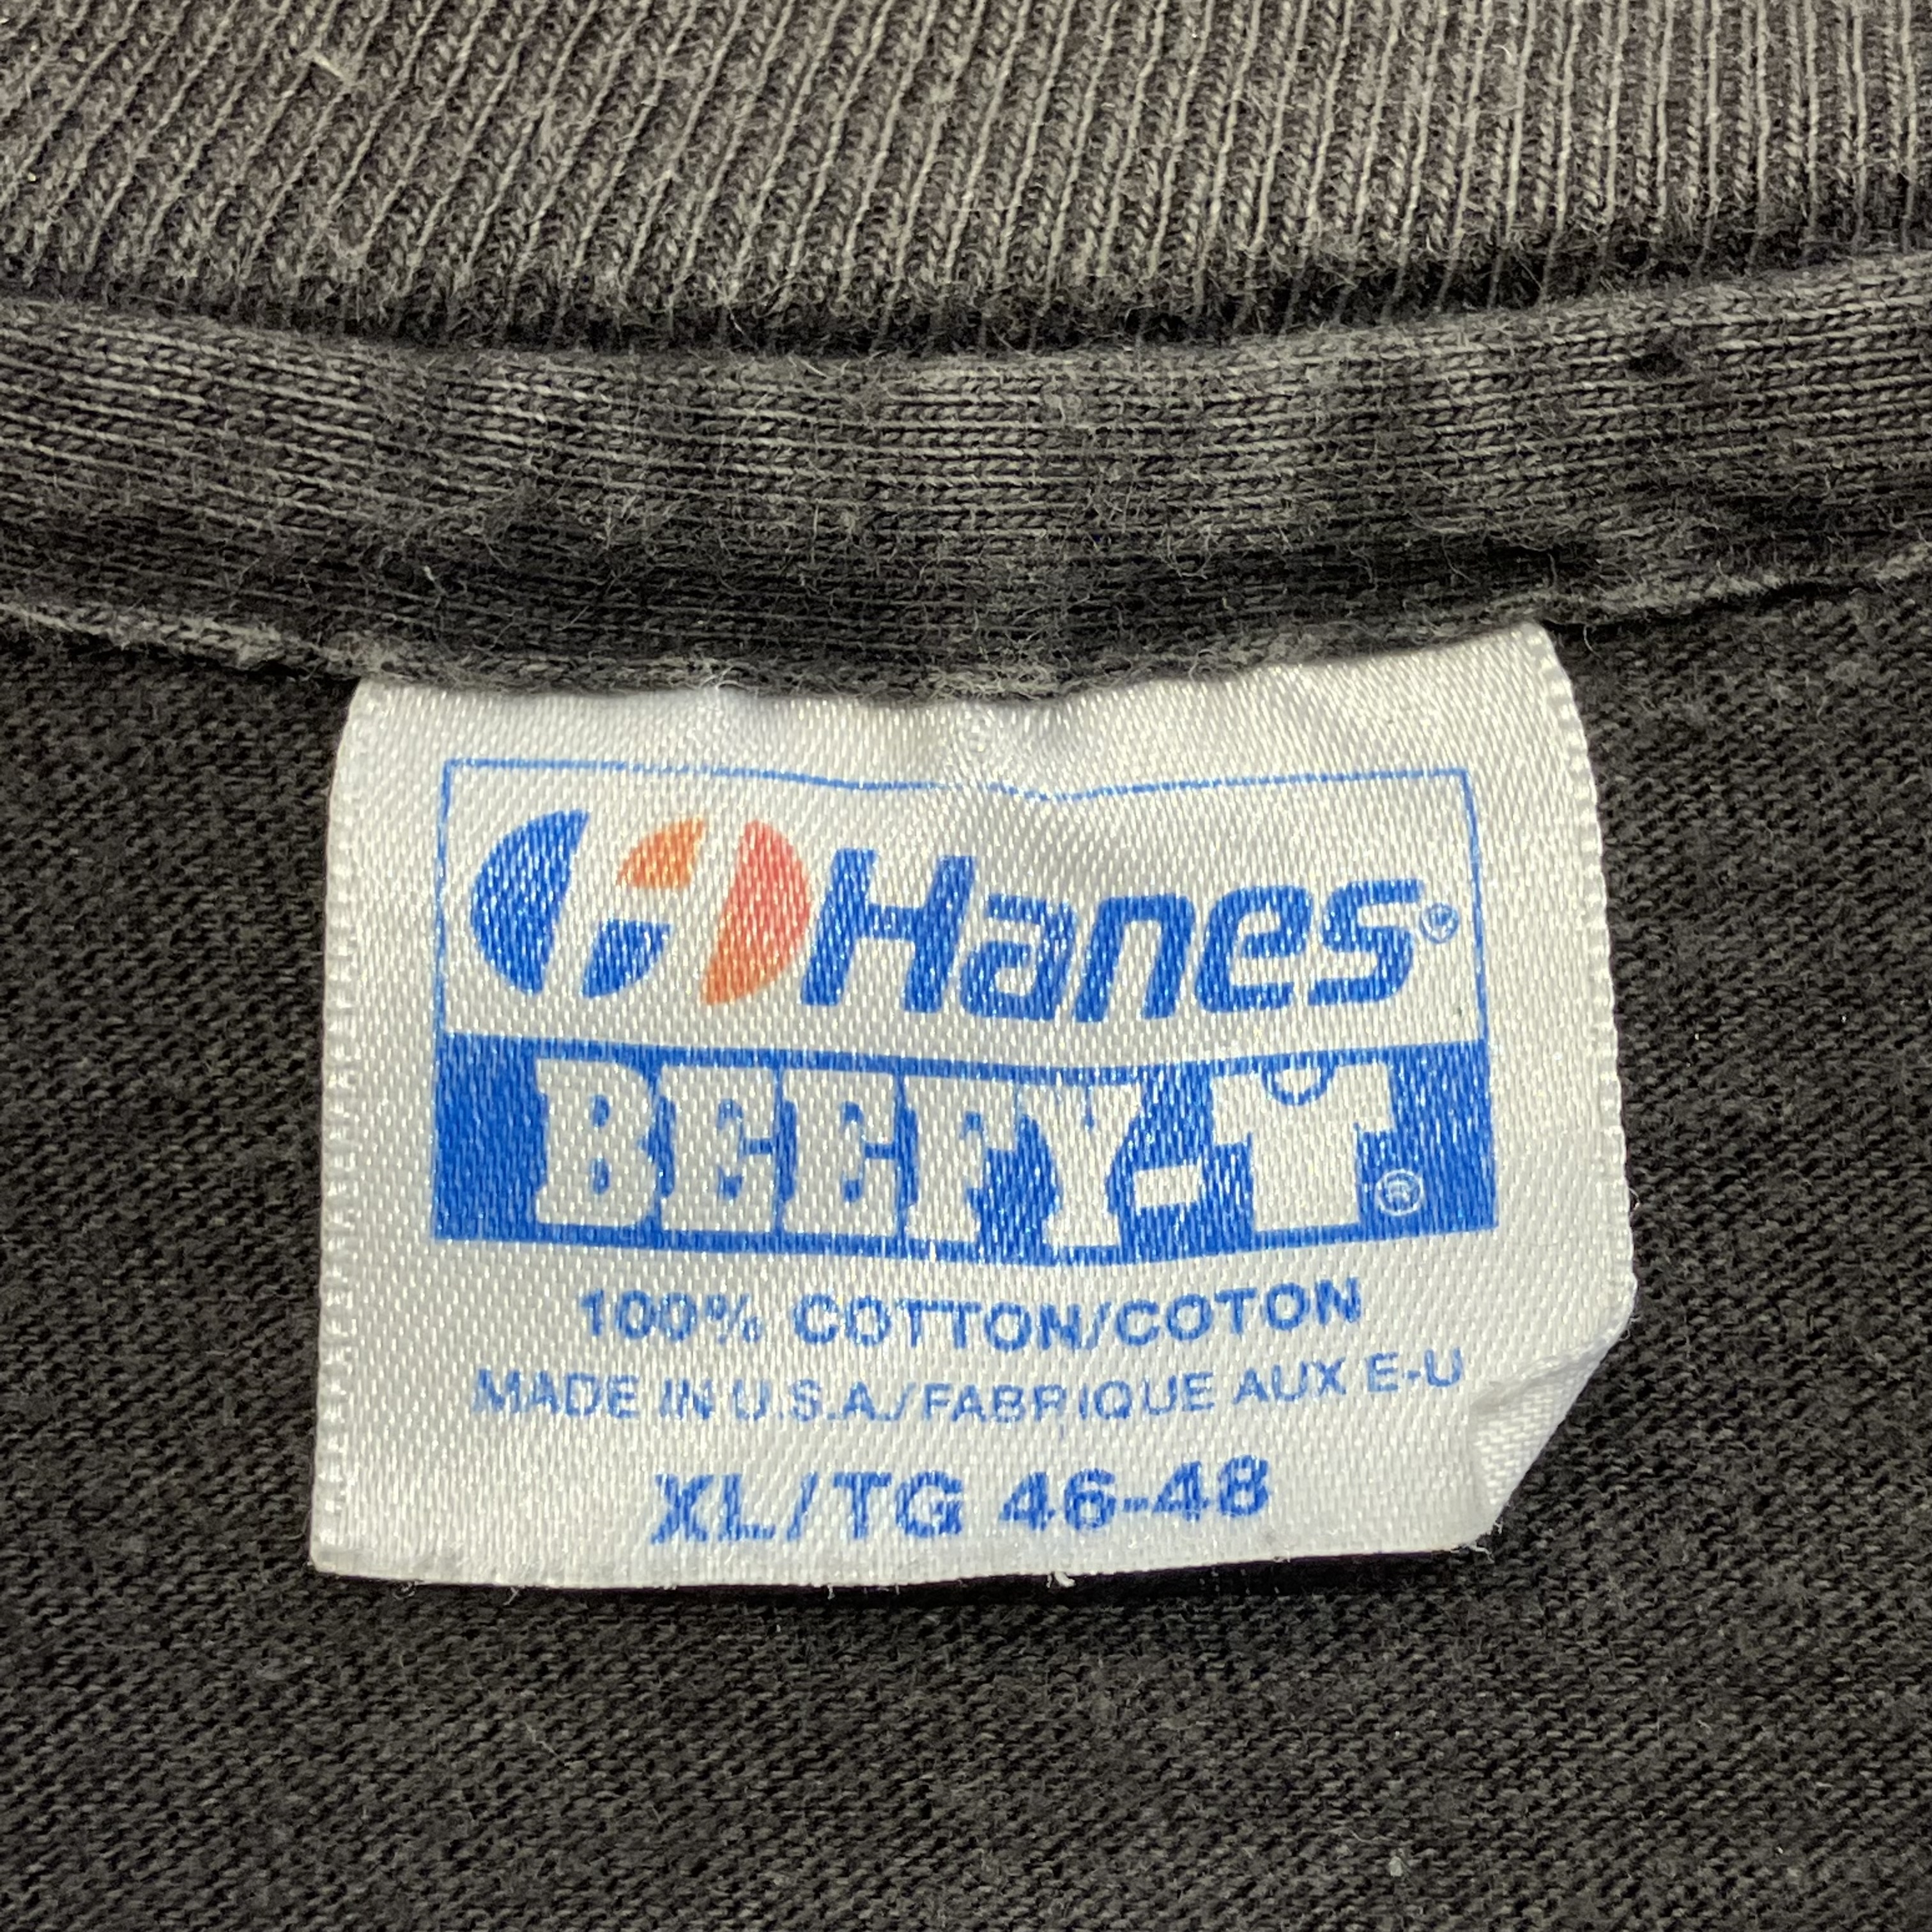 Hanes®
BEEFY-T®
100% COTTON/COTON
MADE IN U.S.A./FABRIQUE AUX E-U
XL/TG 46-48